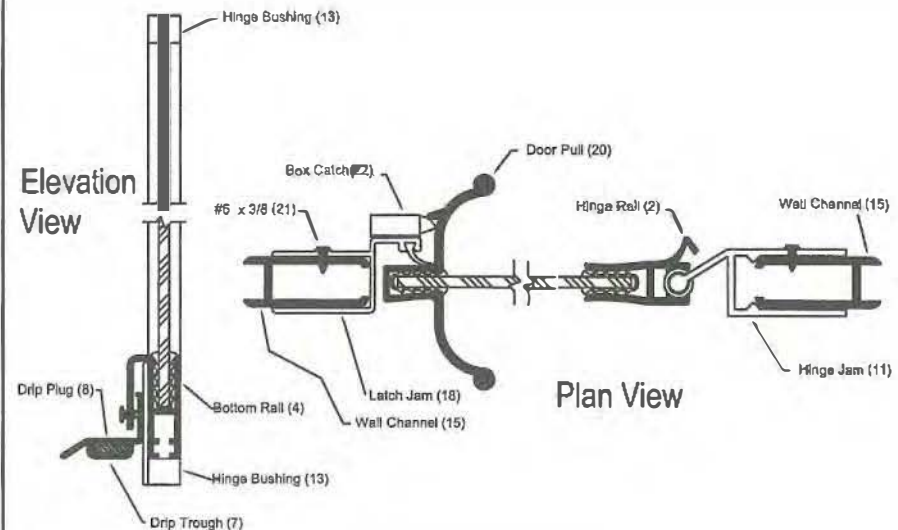 Hinge Bushing (13)
Elevation
View
Door Pull (20)
Box Catch
#6 x 3/8 (21)
Hinge Rail (2)
Wall Channel (15)
Drip Plug (8)
Bottom Rail (4)
Latch Jam (18)
Wall Channel (15)
Plan View
Hinge Jam (11)
Hinge Bushing (13)
Drip Trough (7)